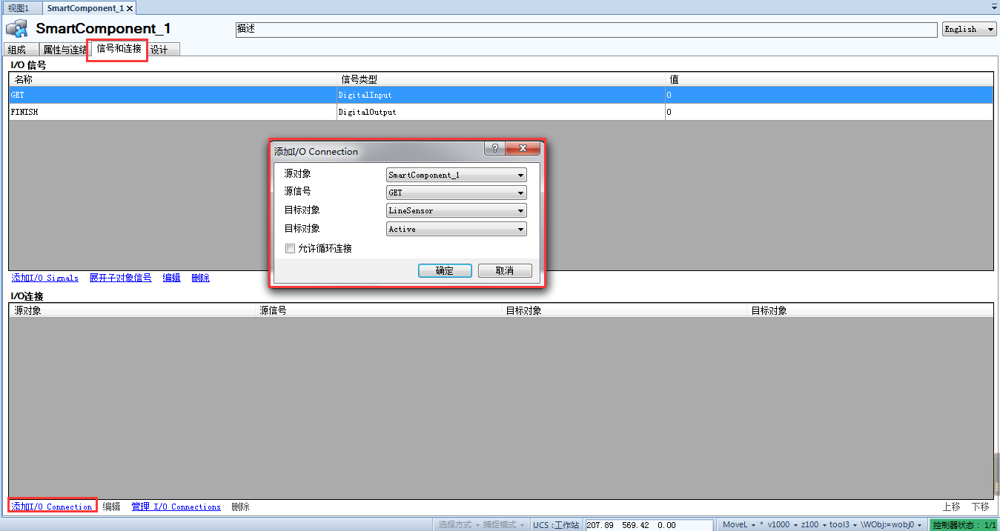 视图1 SmartComponent_1
SmartComponent_1 描述 English
组成 属性与连结 信号和连接 设计
I/O 信号
名称 信号类型 值
GET DigitalInput 0
FINISH DigitalOutput 0
添加I/O Connection
源对象 SmartComponent_1
源信号 GET
目标对象 LineSensor
目标对象 Active
允许循环连接
确定 取消
添加I/O Signals 展开子对象信号 编辑 删除
I/O连接
源对象 源信号 目标对象 目标对象
添加I/O Connection 编辑 管理 I/O Connections 删除 上移 下移
选择方式 捕捉模式 UCS :工作站 207.89 569.42 0.00 MoveL * v1000 z100 tool3 \WObj:=wobj0 控制器状态: 1/1